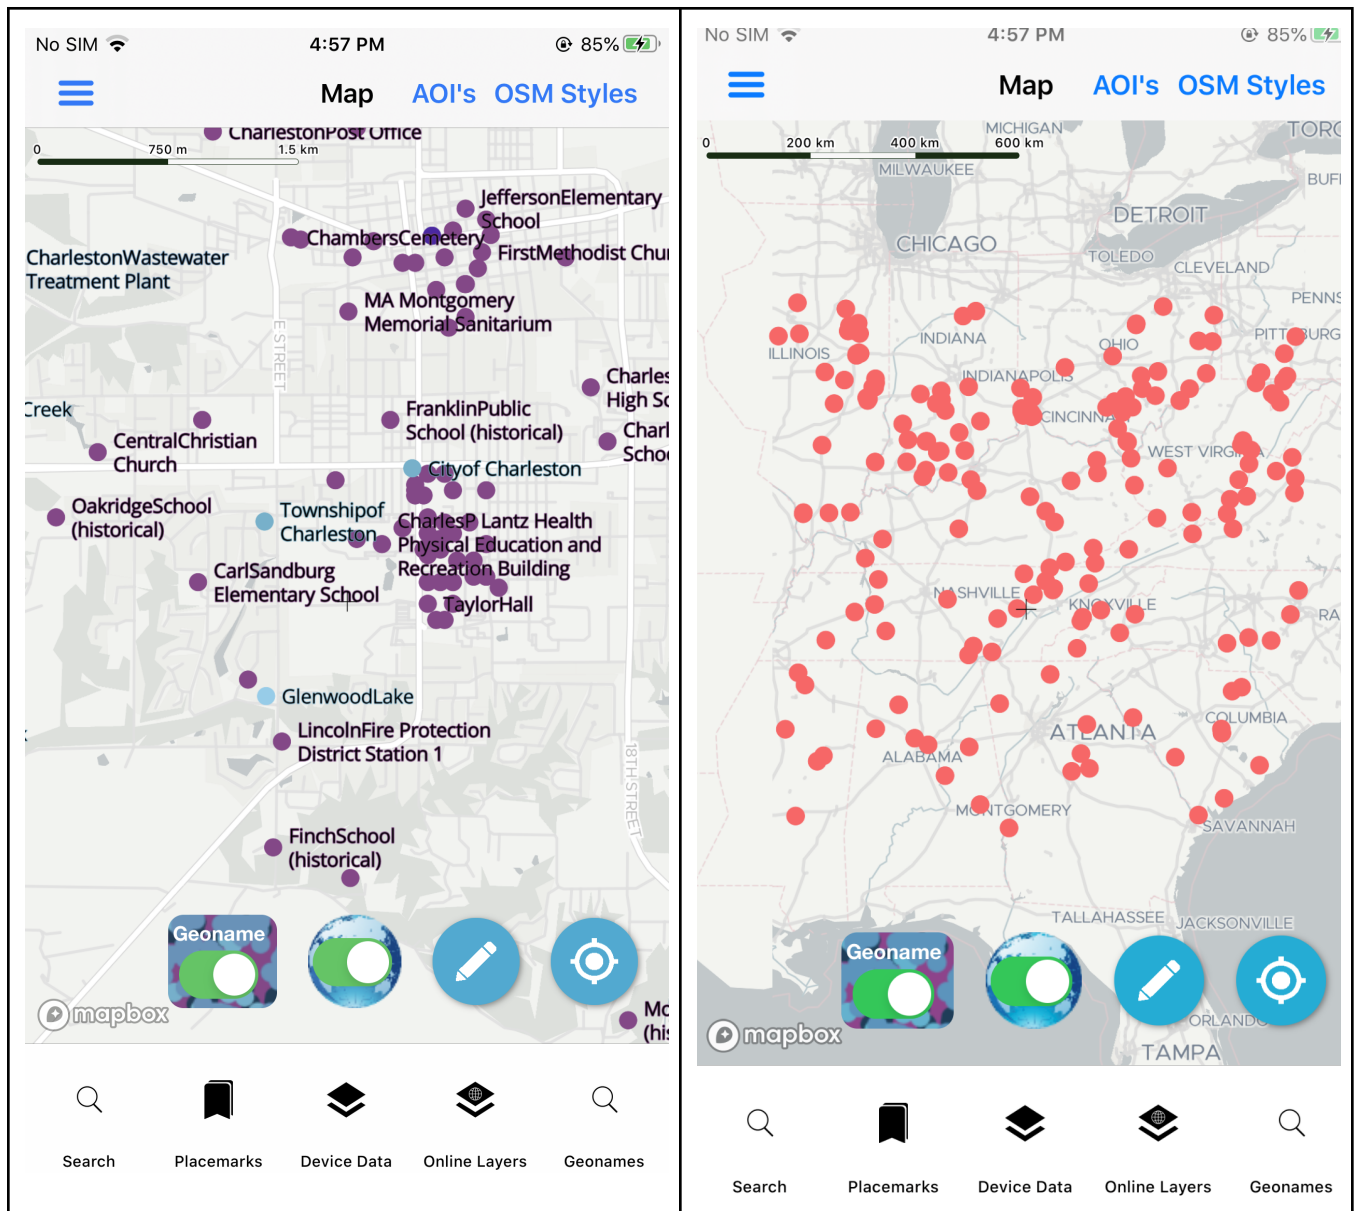 No SIM
4:57 PM
85%
Map
AOI's
OSM Styles
CharlestonPost Office
0
750 m
1.5 km
JeffersonElementary
School
ChambersCemetery
FirstMethodist Chur
CharlestonWastewater
Treatment Plant
MA Montgomery
Memorial Sanitarium
E STREET
Charles
High Sc
Creek
FranklinPublic
School (historical)
Charl
Schoo
CentralChristian
Church
Cityof Charleston
OakridgeSchool
(historical)
Townshipof
Charleston
CharlesP Lantz Health
Physical Education and
Recreation Building
CarlSandburg
Elementary School
TaylorHall
GlenwoodLake
LincolnFire Protection
District Station 1
18TH STREET
FinchSchool
(historical)
Geoname
mapbox
Mc
(his
Search
Placemarks
Device Data
Online Layers
Geonames
No SIM
4:57 PM
85%
Map
AOI's
OSM Styles
MICHIGAN
TORO
0
200 km
400 km
600 km
MILWAUKEE
BUF
DETROIT
CHICAGO
TOLEDO
CLEVELAND
PENNS
INDIANA
OHIO
ILLINOIS
INDIANAPOLIS
CINCINNA
WEST VIRGINIA
NASHVILLE
KNOXVILLE
RA
COLUMBIA
ATLANTA
ALABAMA
MONTGOMERY
SAVANNAH
TALLAHASSEE
JACKSONVILLE
Geoname
mapbox
ORLANDO
TAMPA
Search
Placemarks
Device Data
Online Layers
Geonames